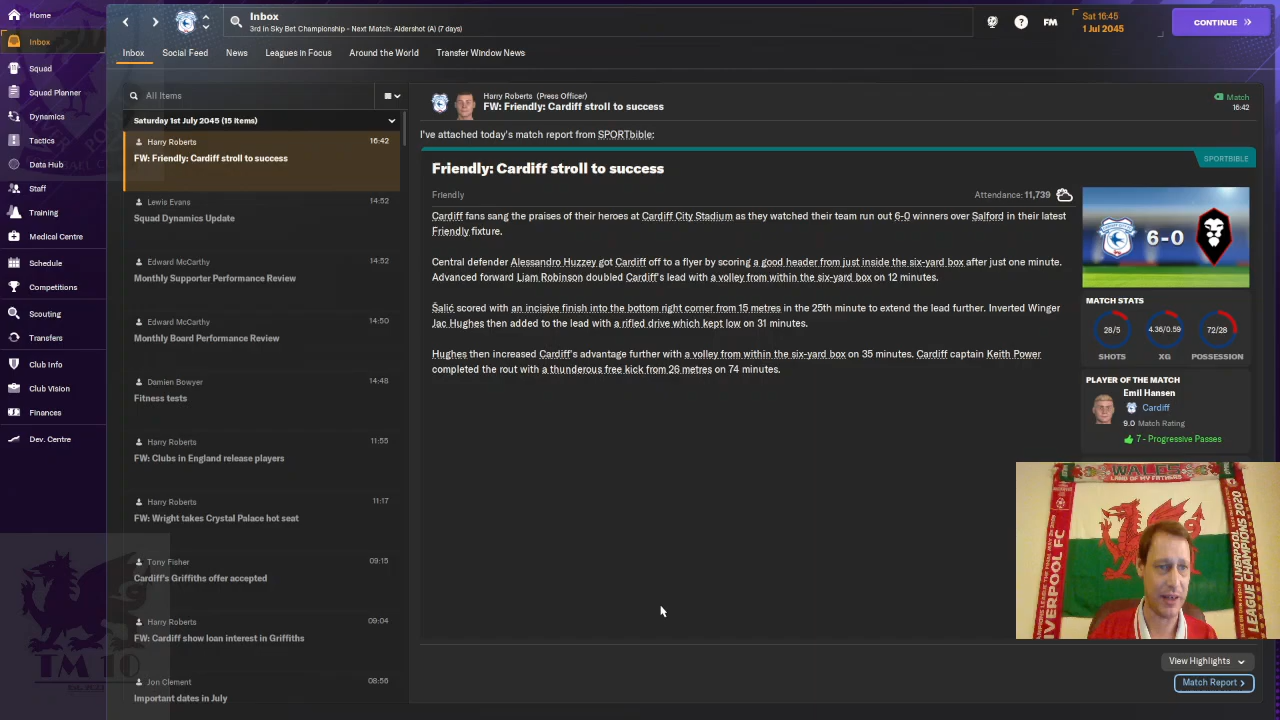 Home
Inbox
Squad
Squad Planner
Dynamics
Tactics
Data Hub
Staff
Training
Medical Centre
Schedule
Competitions
Scouting
Transfers
Club Info
Club Vision
Finances
Dev. Centre
TM 10
Inbox
3rd in Sky Bet Championship - Next Match: Aldershot (A) (7 days)
FM
Sat 16:45
1 Jul 2045
CONTINUE
Inbox Social Feed News Leagues in Focus Around the World Transfer Window News
All Items
Saturday 1st July 2045 (15 items)
Harry Roberts 16:42
FW: Friendly: Cardiff stroll to success
Lewis Evans 14:52
Squad Dynamics Update
Edward McCarthy 14:52
Monthly Supporter Performance Review
Edward McCarthy 14:50
Monthly Board Performance Review
Damien Bowyer 14:48
Fitness tests
Harry Roberts 11:55
FW: Clubs in England release players
Harry Roberts 11:17
FW: Wright takes Crystal Palace hot seat
Tony Fisher 09:15
Cardiff's Griffiths offer accepted
Harry Roberts 09:04
FW: Cardiff show loan interest in Griffiths
Jon Clement 08:56
Important dates in July
Harry Roberts (Press Officer)
FW: Friendly: Cardiff stroll to success
Match
16:42
I've attached today's match report from SPORTbible:
SPORTBIBLE
Friendly: Cardiff stroll to success
Friendly Attendance: 11,739
Cardiff fans sang the praises of their heroes at Cardiff City Stadium as they watched their team run out 6-0 winners over Salford in their latest
Friendly fixture.
Central defender Alessandro Huzzey got Cardiff off to a flyer by scoring a good header from just inside the six-yard box after just one minute.
Advanced forward Liam Robinson doubled Cardiff's lead with a volley from within the six-yard box on 12 minutes.
Šalić scored with an incisive finish into the bottom right corner from 15 metres in the 25th minute to extend the lead further. Inverted Winger
Jac Hughes then added to the lead with a rifled drive which kept low on 31 minutes.
Hughes then increased Cardiff's advantage further with a volley from within the six-yard box on 35 minutes. Cardiff captain Keith Power
completed the rout with a thunderous free kick from 26 metres on 74 minutes.
6-0
MATCH STATS
28/5 4.36/0.59 72/28
SHOTS XG POSSESSION
PLAYER OF THE MATCH
Emil Hansen
Cardiff
9.0 Match Rating
7 - Progressive Passes
WALES
LAND OF MY FATHERS
LIVERPOOL FC
LIVERPOOL
CHAMPIONS 2020
LEAGUE CHAMPIONS
View Highlights
Match Report